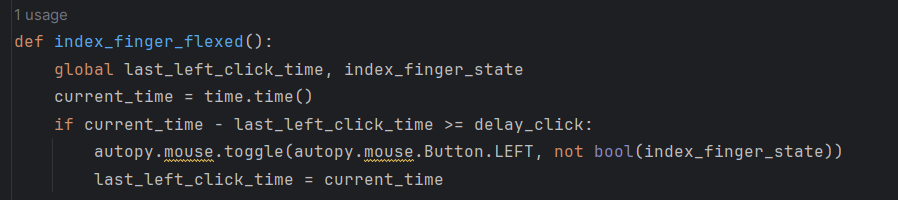 1 usage
def index_finger_flexed():
    global last_left_click_time, index_finger_state
    current_time = time.time()
    if current_time - last_left_click_time >= delay_click:
        autopy.mouse.toggle(autopy.mouse.Button.LEFT, not bool(index_finger_state))
        last_left_click_time = current_time